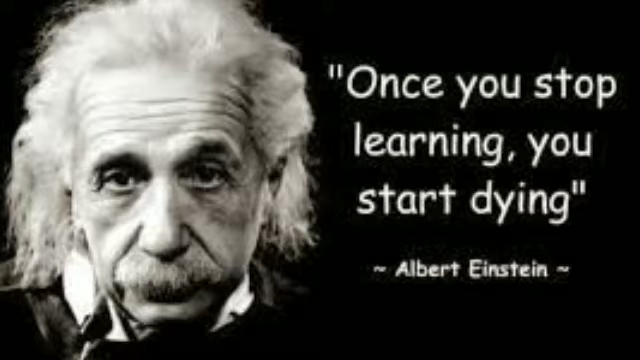 "Once you stop
learning, you
start dying"
~ Albert Einstein ~